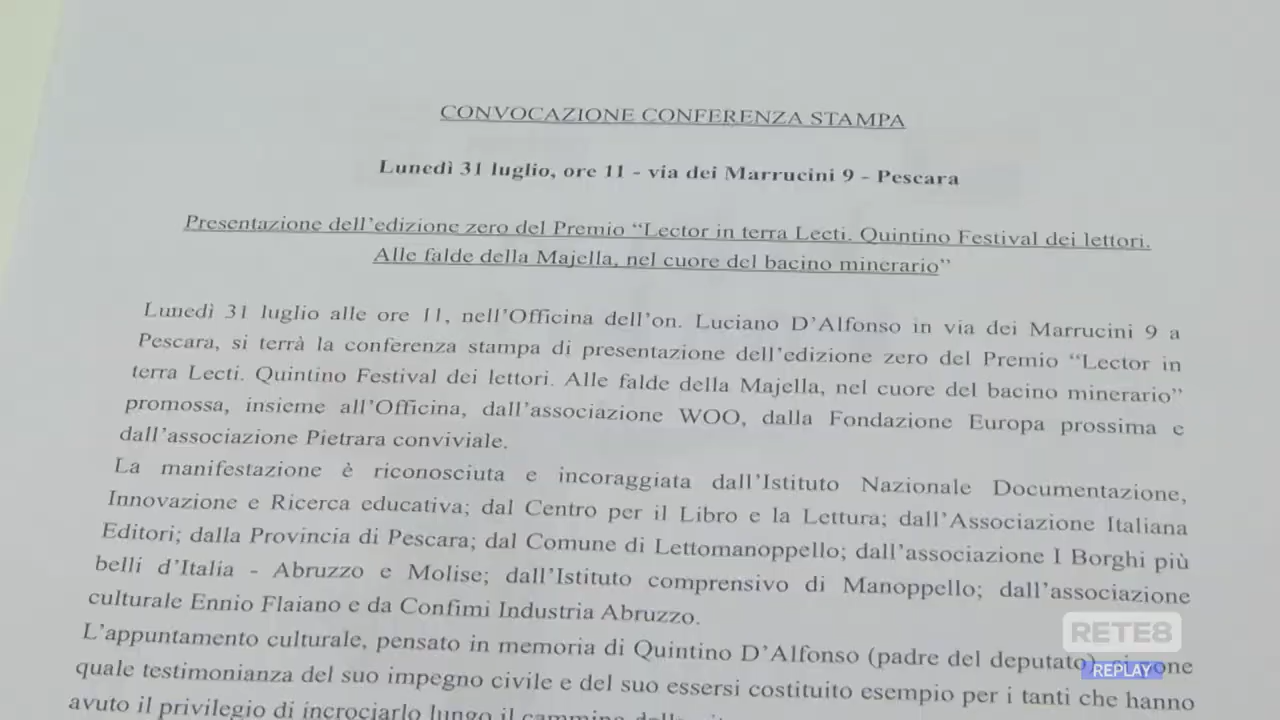 CONVOCAZIONE CONFERENZA STAMPA
Lunedì 31 luglio, ore 11 - via dei Marrucini 9 - Pescara
Presentazione dell'edizione zero del Premio “Lector in terra Lecti. Quintino Festival dei lettori.
Alle falde della Majella, nel cuore del bacino minerario”
Lunedì 31 luglio alle ore 11, nell'Officina dell'on. Luciano D'Alfonso in via dei Marrucini 9 a
Pescara, si terrà la conferenza stampa di presentazione dell'edizione zero del Premio “Lector in
terra Lecti. Quintino Festival dei lettori. Alle falde della Majella, nel cuore del bacino minerario”
promossa, insieme all'Officina, dall'associazione WOO, dalla Fondazione Europa prossima e
dall'associazione Pietrara conviviale.
La manifestazione è riconosciuta e incoraggiata dall'Istituto Nazionale Documentazione,
Innovazione e Ricerca educativa; dal Centro per il Libro e la Lettura; dall'Associazione Italiana
Editori; dalla Provincia di Pescara; dal Comune di Lettomanoppello; dall'associazione I Borghi più
belli d'Italia - Abruzzo e Molise; dall'Istituto comprensivo di Manoppello; dall'associazione
culturale Ennio Flaiano e da Confimi Industria Abruzzo.
L'appuntamento culturale, pensato in memoria di Quintino D'Alfonso (padre del deputato)
quale testimonianza del suo impegno civile e del suo essersi costituito esempio per i tanti che hanno
avuto il privilegio di incrociarlo lungo il cammino
RETE8
REPLAY